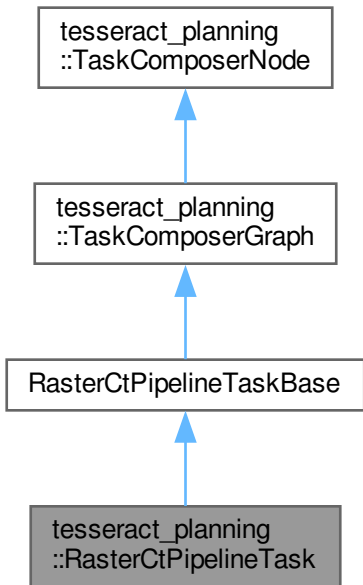 tesseract_planning
::TaskComposerNode
tesseract_planning
::TaskComposerGraph
RasterCtPipelineTaskBase
tesseract_planning
::RasterCtPipelineTask